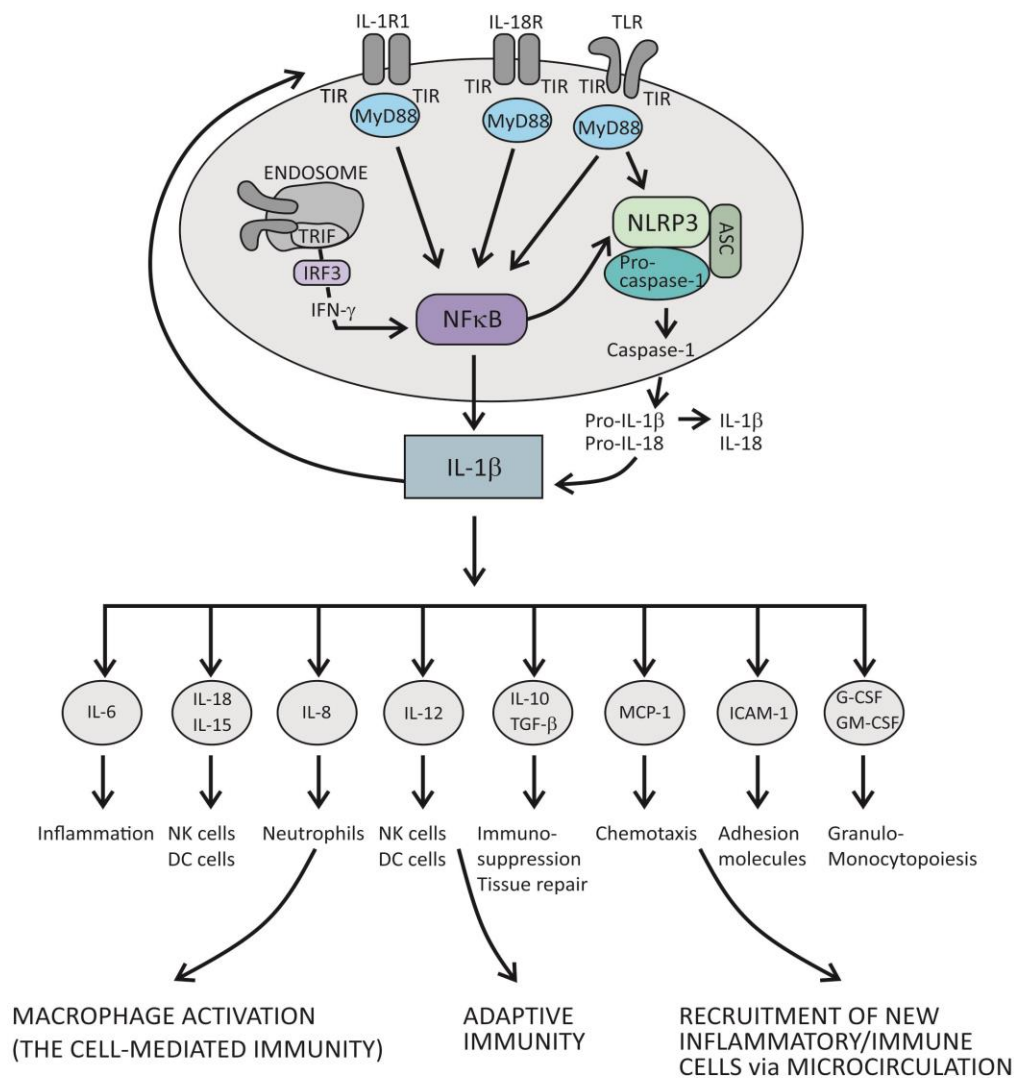 IL-1R1
IL-18R
TLR
TIR
TIR
TIR
TIR
TIR
TIR
MyD88
MyD88
MyD88
ENDOSOME
TRIF
IRF3
IFN-γ
NFκB
NLRP3
ASC
Pro-
caspase-1
Caspase-1
Pro-IL-1β
Pro-IL-18
IL-1β
IL-18
IL-1β
IL-6
IL-18
IL-15
IL-8
IL-12
IL-10
TGF-β
MCP-1
ICAM-1
G-CSF
GM-CSF
Inflammation
NK cells
DC cells
Neutrophils
NK cells
DC cells
Immuno-
suppression
Tissue repair
Chemotaxis
Adhesion
molecules
Granulo-
Monocytopoiesis
MACROPHAGE ACTIVATION
(THE CELL-MEDIATED IMMUNITY)
ADAPTIVE
IMMUNITY
RECRUITMENT OF NEW
INFLAMMATORY/IMMUNE
CELLS via MICROCIRCULATION